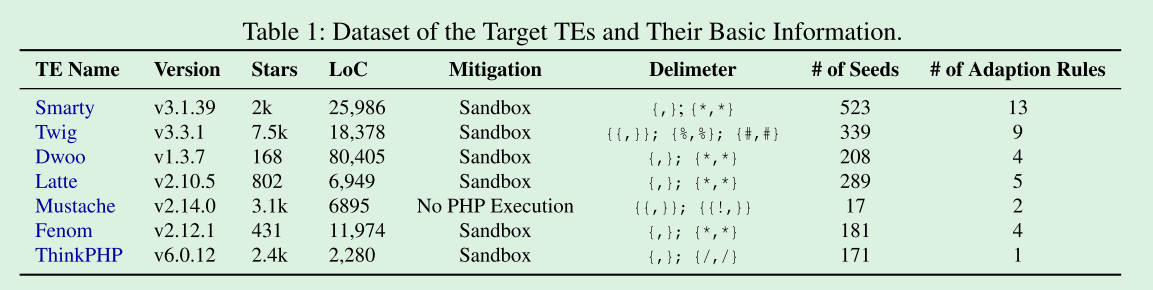 Table 1: Dataset of the Target TEs and Their Basic Information.
TE Name Version Stars LoC Mitigation Delimeter # of Seeds # of Adaption Rules
Smarty v3.1.39 2k 25,986 Sandbox {,}; {*,*} 523 13
Twig v3.3.1 7.5k 18,378 Sandbox {{,}}; {%,%}; {#,#} 339 9
Dwoo v1.3.7 168 80,405 Sandbox {,}; {*,*} 208 4
Latte v2.10.5 802 6,949 Sandbox {,}; {*,*} 289 5
Mustache v2.14.0 3.1k 6895 No PHP Execution {{,}}; {{!,}} 17 2
Fenom v2.12.1 431 11,974 Sandbox {,}; {*,*} 181 4
ThinkPHP v6.0.12 2.4k 2,280 Sandbox {,}; {/,/} 171 1